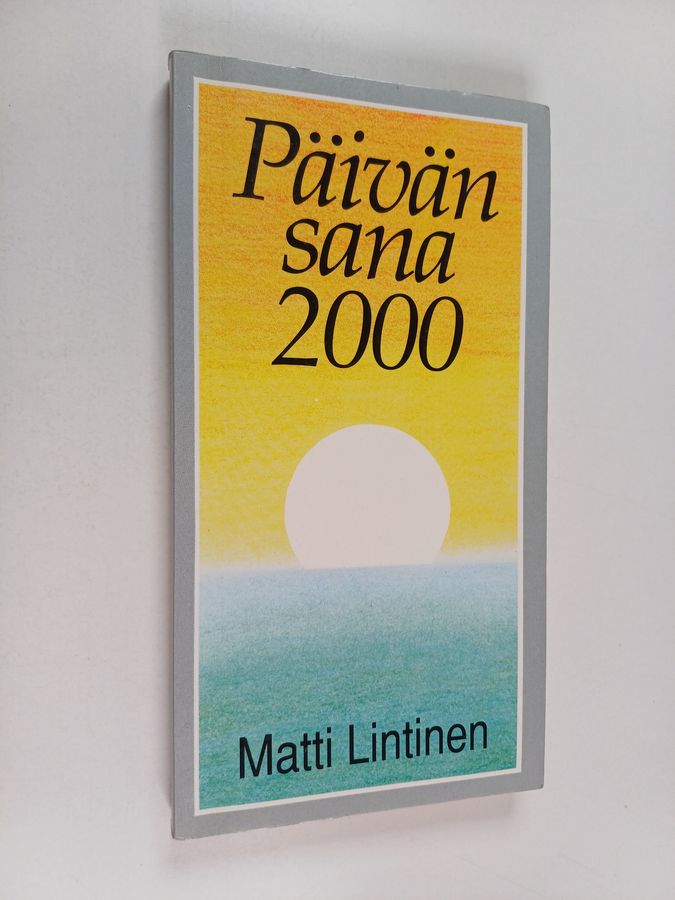 Päivän
sana
2000
Matti Lintinen